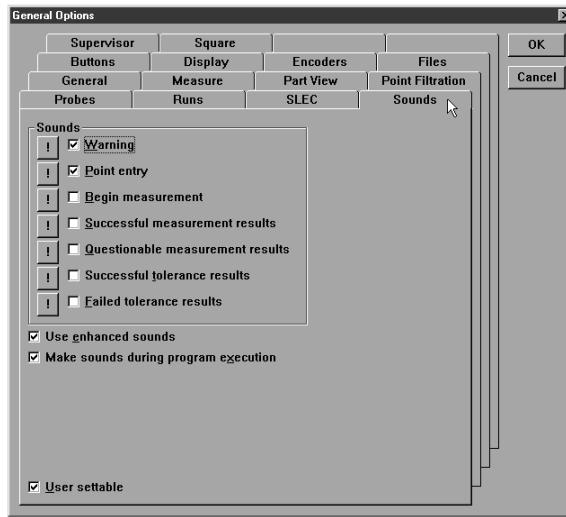 General Options
Supervisor Square
Buttons Display Encoders Files
General Measure Part View Point Filtration
Probes Runs SLEC Sounds
OK
Cancel
Sounds
! Warning
! Point entry
! Begin measurement
! Successful measurement results
! Questionable measurement results
! Successful tolerance results
! Failed tolerance results
Use enhanced sounds
Make sounds during program execution
User settable